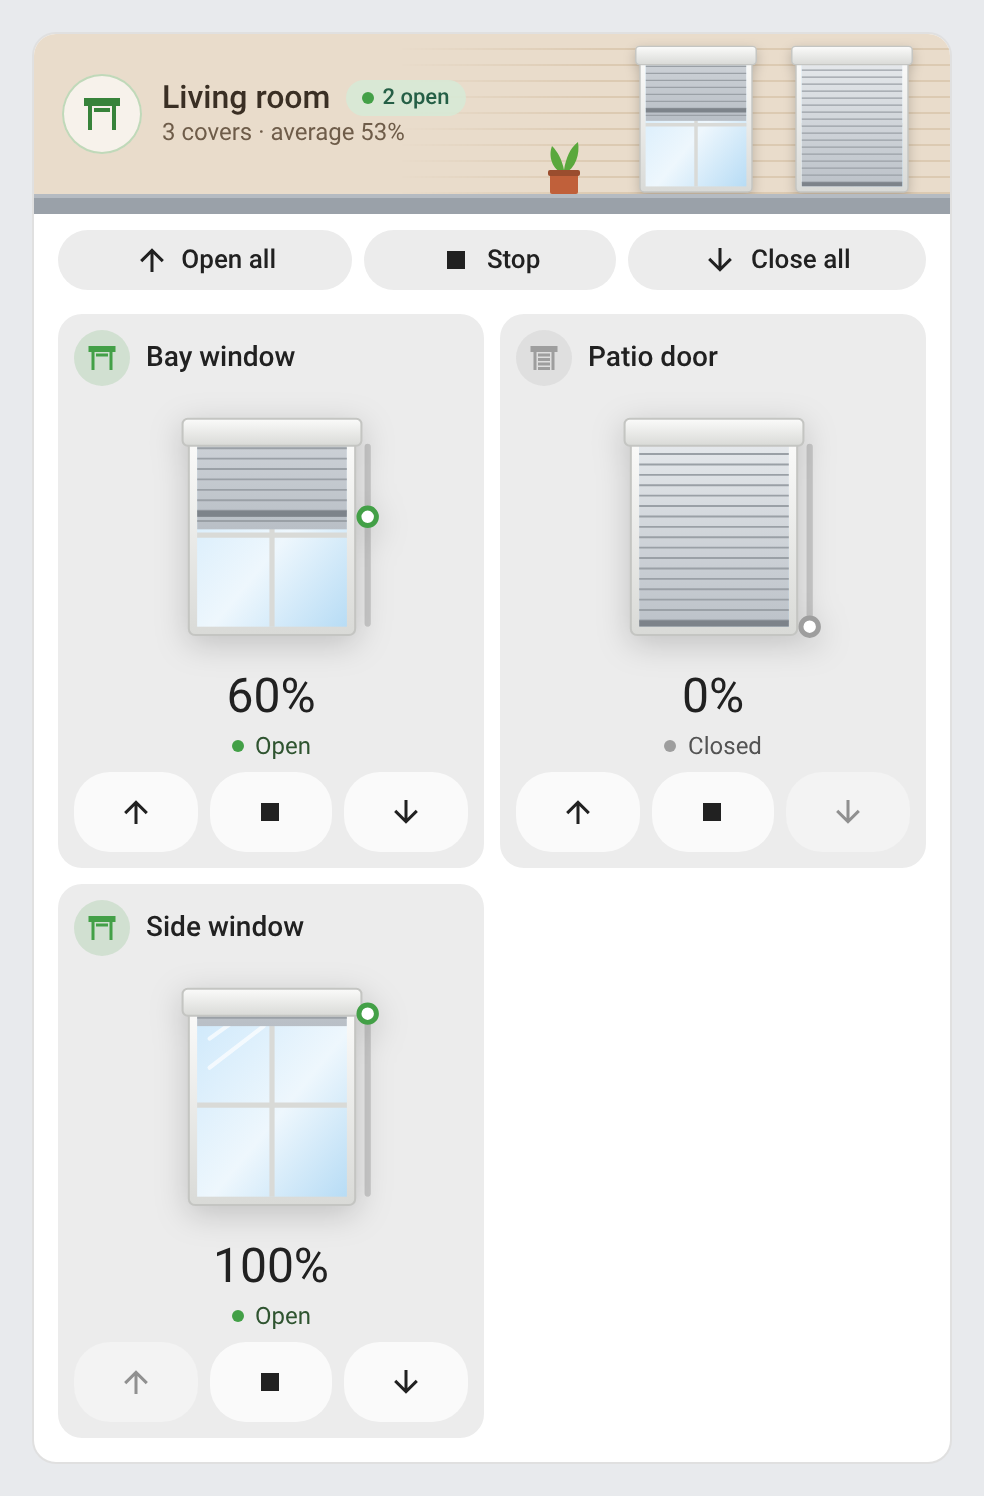 Living room
2 open
3 covers · average 53%
Open all
Stop
Close all
Bay window
60%
Open
Patio door
0%
Closed
Side window
100%
Open